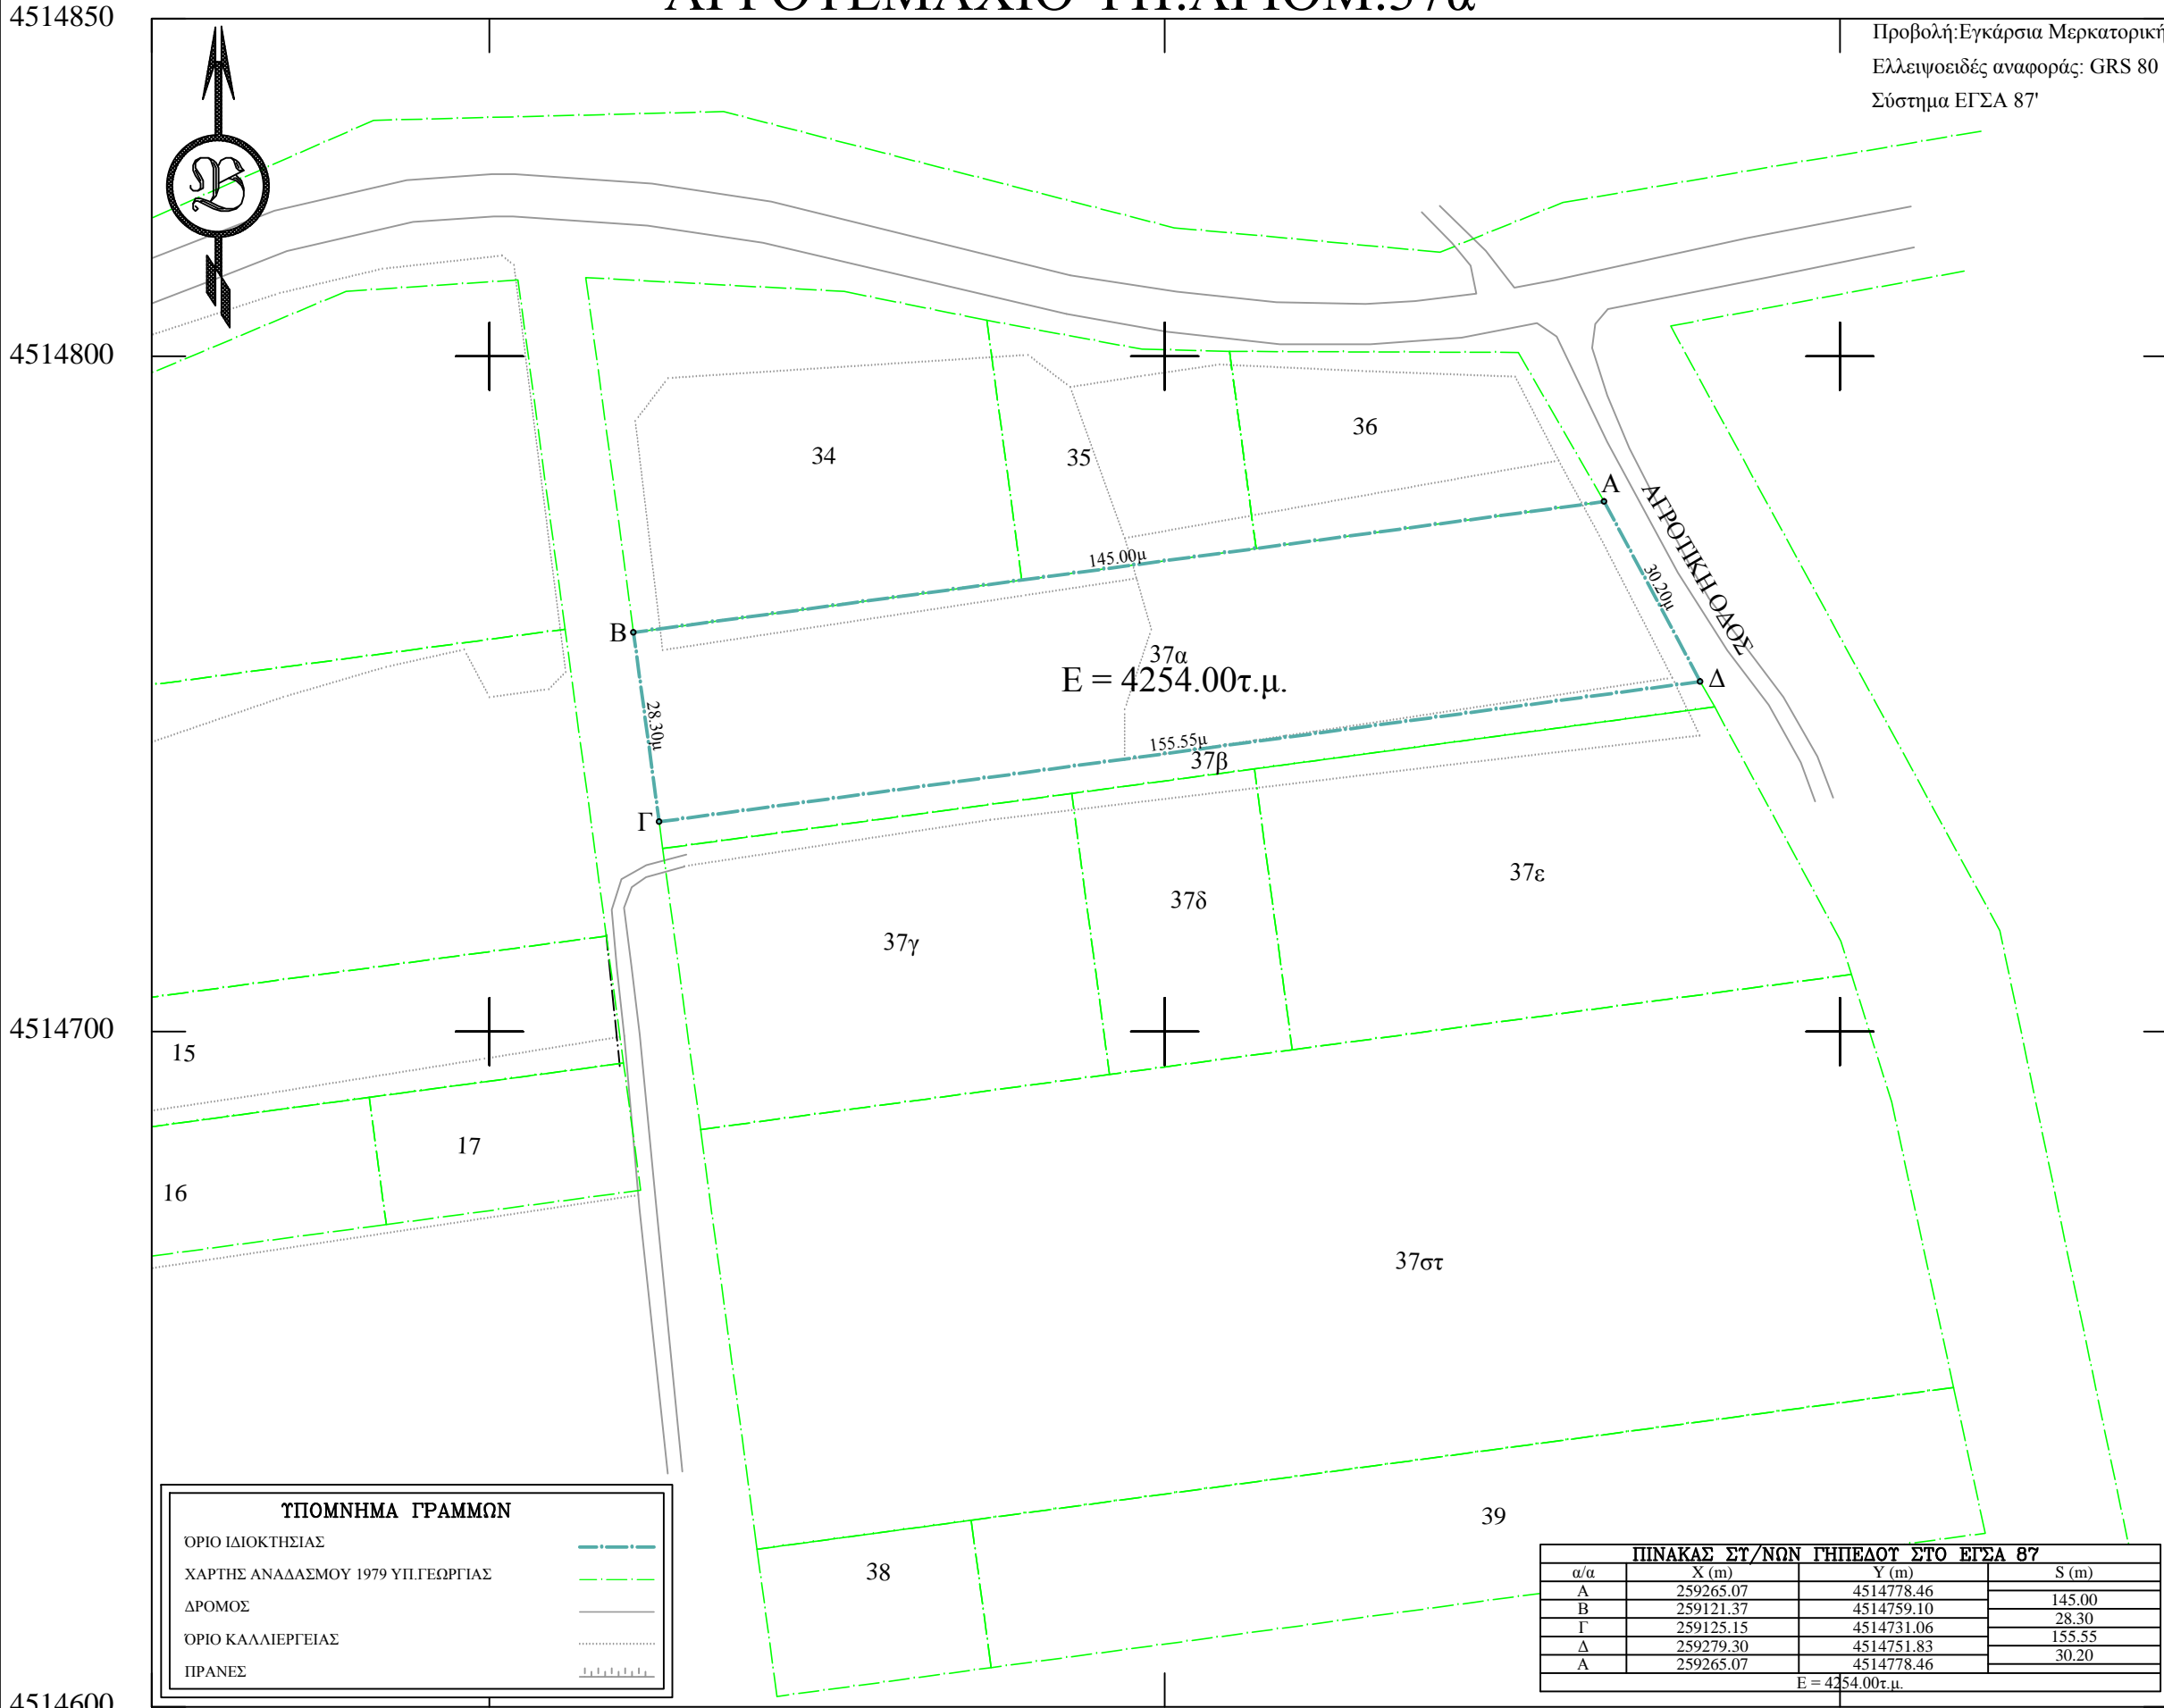 ΑΓΡΟΤΕΜΑΧΙΟ ΥΠ.ΑΡΙΘΜ.37α
4514850
Προβολή:Εγκάρσια Μερκατορική
Ελλειψοειδές αναφοράς: GRS 80
Σύστημα ΕΓΣΑ 87'
Β
4514800
36
34
35
Α
ΑΓΡΟΤΙΚΗ ΟΔΟΣ
145.00μ
30.20μ
Β
37α
Ε = 4254.00τ.μ.
Δ
28.30μ
155.55μ
37β
Γ
37ε
37δ
37γ
4514700
15
17
16
37στ
39
38
ΥΠΟΜΝΗΜΑ ΓΡΑΜΜΩΝ
ΌΡΙΟ ΙΔΙΟΚΤΗΣΙΑΣ
ΧΑΡΤΗΣ ΑΝΑΔΑΣΜΟΥ 1979 ΥΠ.ΓΕΩΡΓΙΑΣ
ΔΡΟΜΟΣ
ΌΡΙΟ ΚΑΛΛΙΕΡΓΕΙΑΣ
ΠΡΑΝΕΣ
ΠΙΝΑΚΑΣ ΣΥ/ΝΩΝ ΓΗΠΕΔΟΥ ΣΤΟ ΕΓΣΑ 87
α/α X (m) Y (m) S (m)
Α 259265.07 4514778.46
145.00
Β 259121.37 4514759.10
28.30
Γ 259125.15 4514731.06
155.55
Δ 259279.30 4514751.83
30.20
Α 259265.07 4514778.46
Ε = 4254.00τ.μ.
4514600